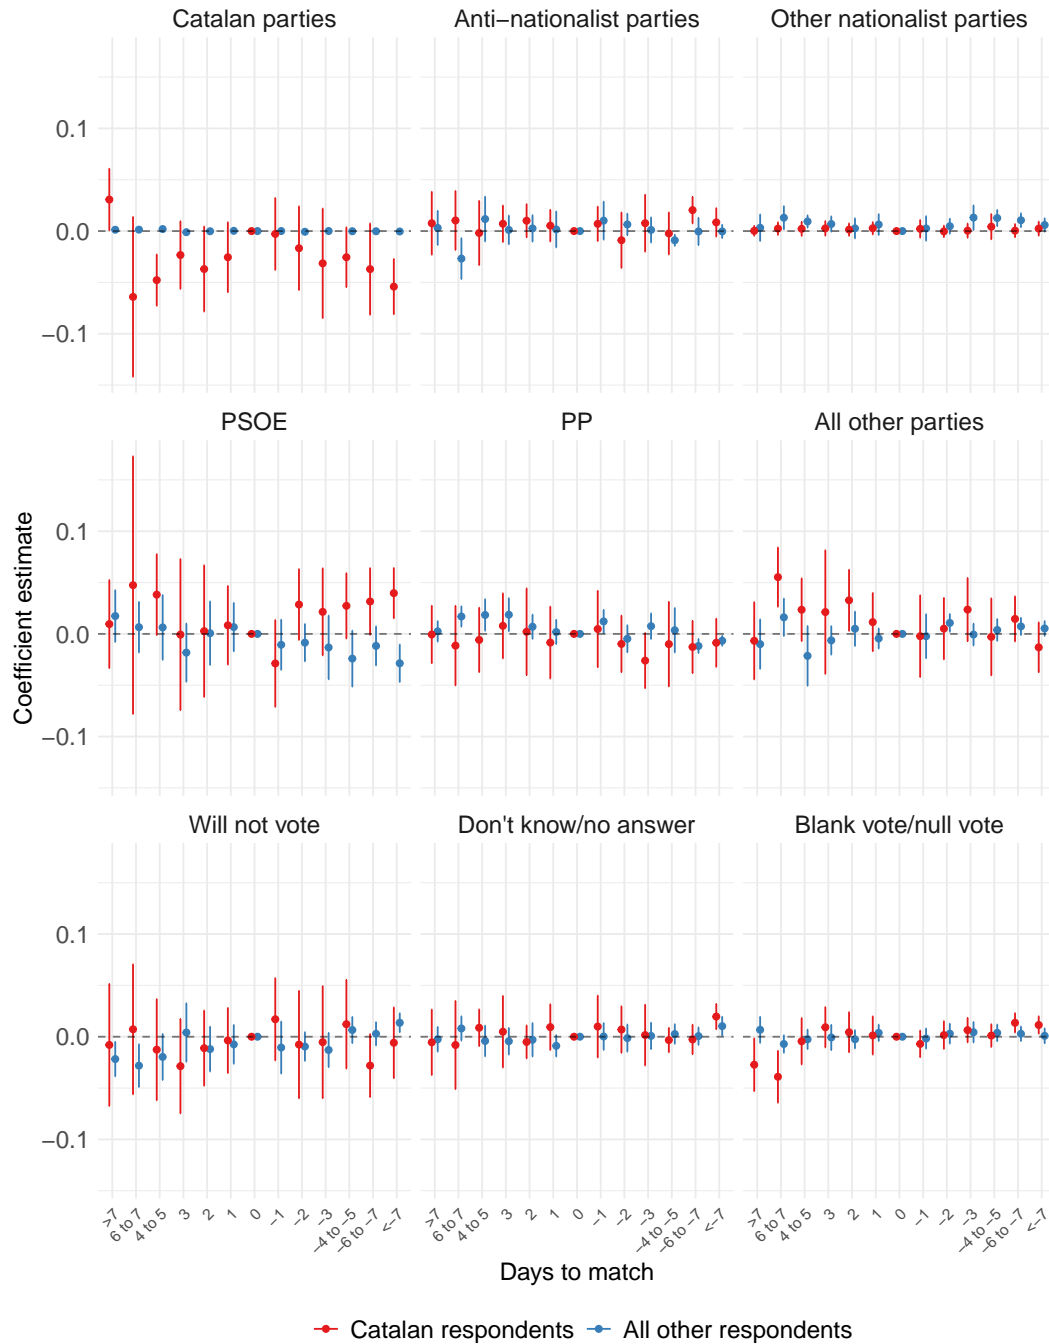 Catalan parties Anti−nationalist parties Other nationalist parties
0.1
0.0
−0.1
PSOE PP All other parties
0.1
0.0
−0.1
Will not vote Don't know/no answer Blank vote/null vote
0.1
0.0
−0.1
>7 6 to 7 4 to 5 3 2 1 0 −1 −2 −3 −4 to −5 −6 to −7 <−7 >7 6 to 7 4 to 5 3 2 1 0 −1 −2 −3 −4 to −5 −6 to −7 <−7 >7 6 to 7 4 to 5 3 2 1 0 −1 −2 −3 −4 to −5 −6 to −7 <−7
Coefficient estimate
Days to match
Catalan respondents All other respondents